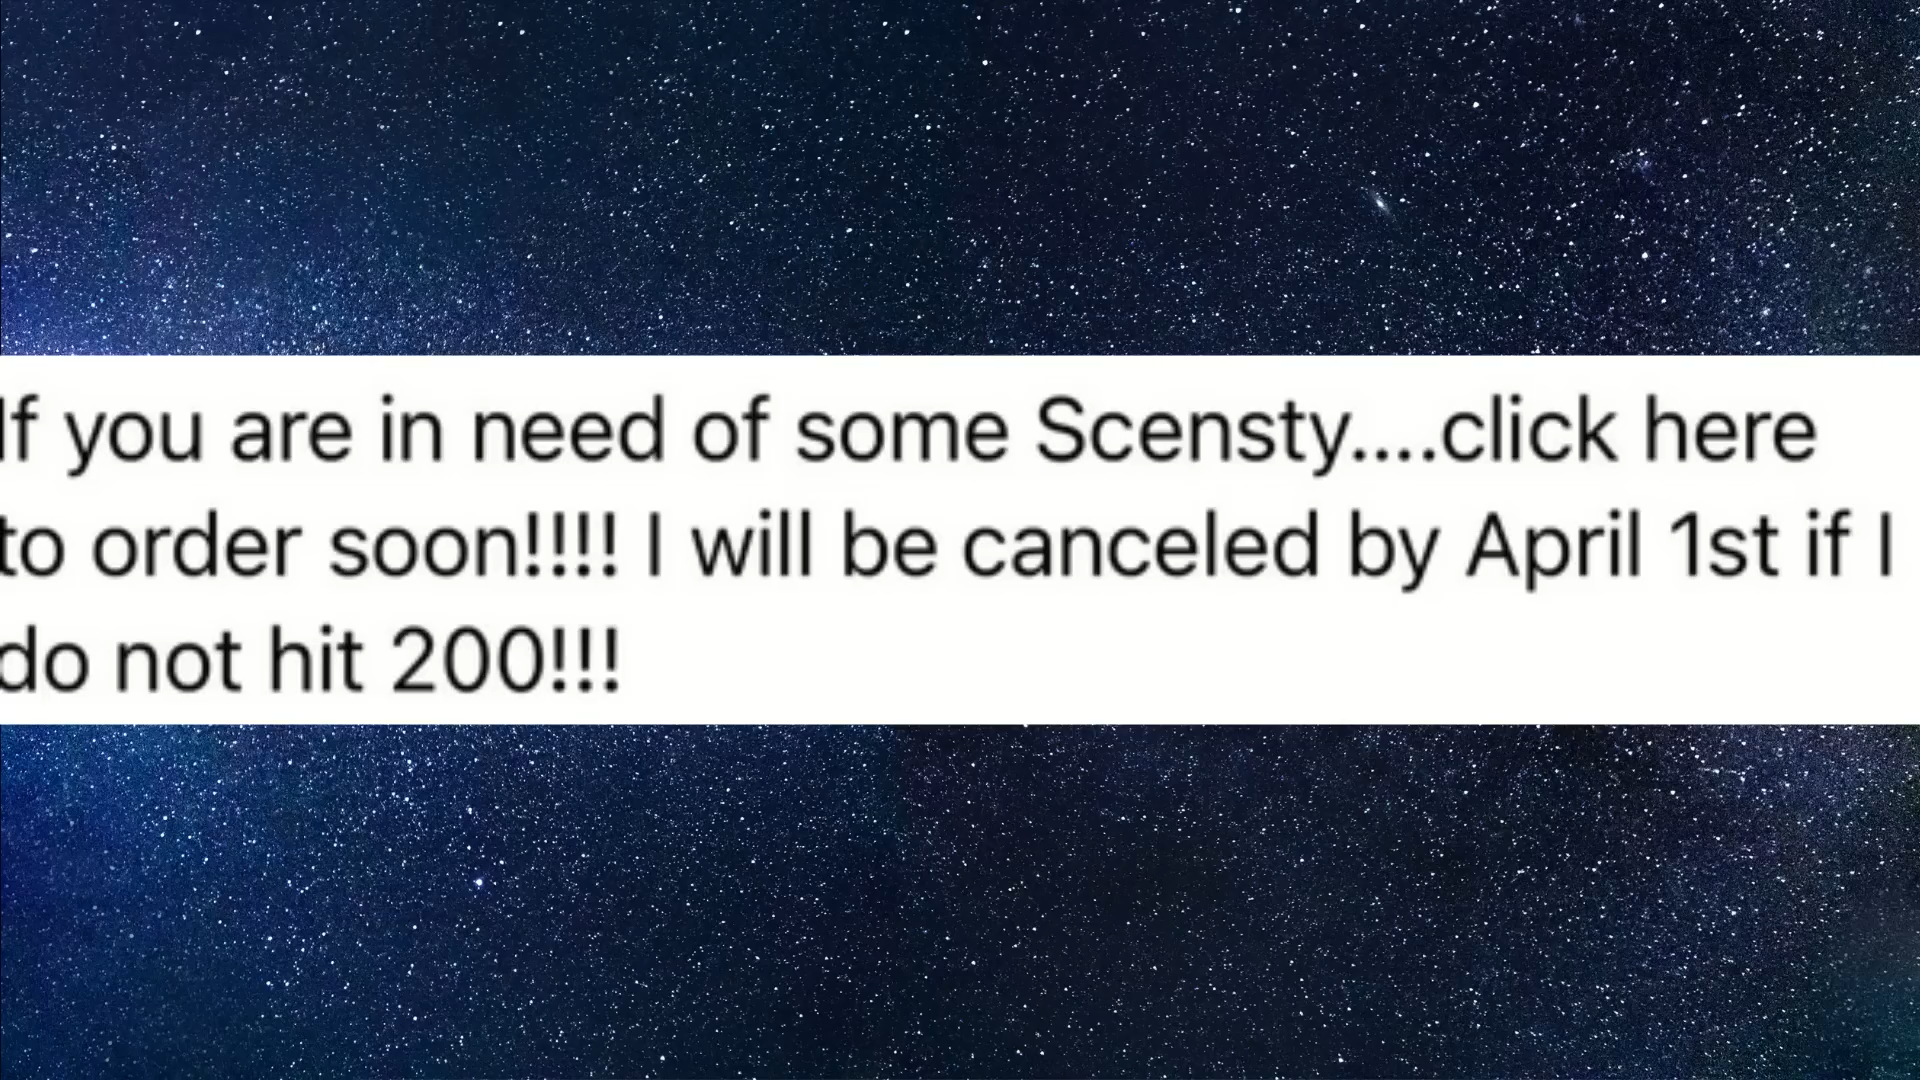 If you are in need of some Scensty....click here
to order soon!!!! I will be canceled by April 1st if I
do not hit 200!!!